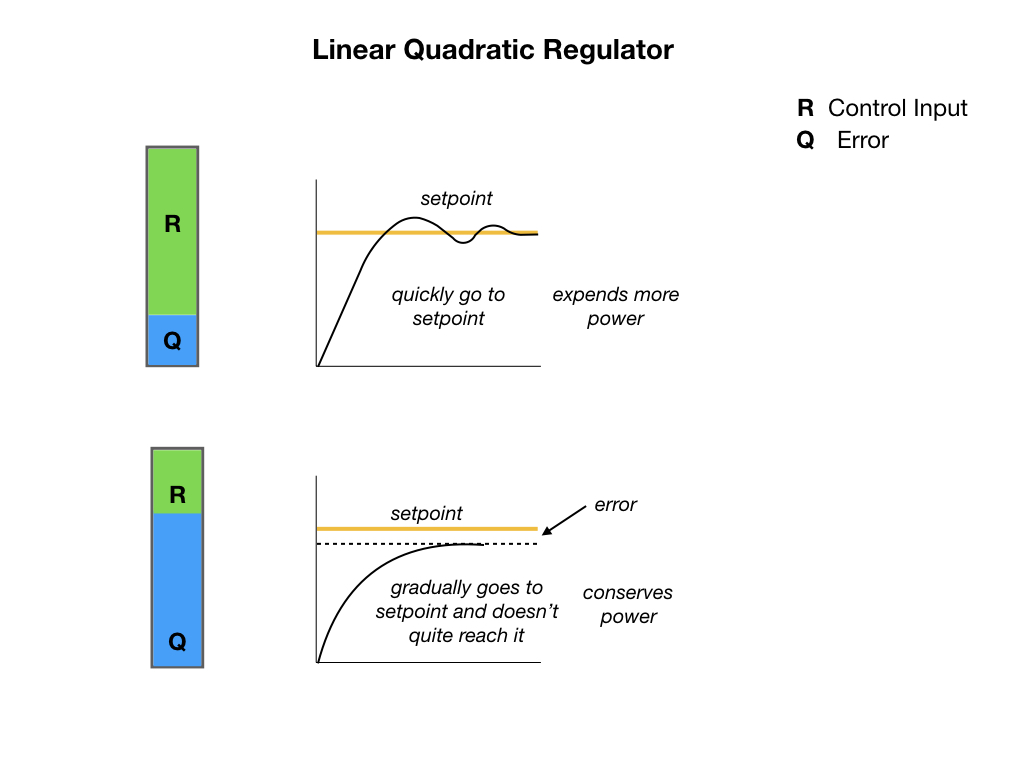 Linear Quadratic Regulator
R Control Input
Q Error
R
Q
setpoint
quickly go to
setpoint
expends more
power
R
Q
setpoint
error
gradually goes to
setpoint and doesn’t
quite reach it
conserves
power